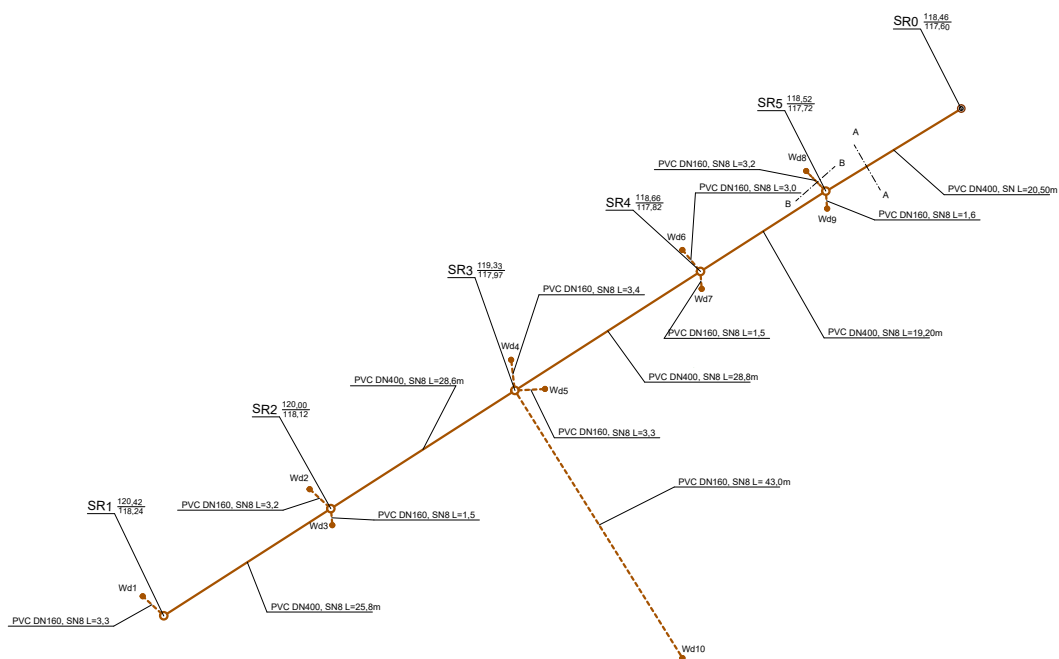 SR0 118,46
117,60
SR5 118,52
117,72
A
Wd8
B
PVC DN160, SN8 L=3,2
PVC DN160, SN8 L=3,0
PVC DN400, SN L=20,50m
A
B
SR4 118,66
117,82
Wd9
PVC DN160, SN8 L=1,6
Wd6
SR3 119,33
117,97
Wd7
PVC DN160, SN8 L=3,4
PVC DN160, SN8 L=1,5
PVC DN400, SN8 L=19,20m
Wd4
PVC DN400, SN8 L=28,6m
PVC DN400, SN8 L=28,8m
Wd5
SR2 120,00
118,12
PVC DN160, SN8 L=3,3
Wd2
PVC DN160, SN8 L= 43,0m
SR1 120,42
118,24
PVC DN160, SN8 L=3,2
PVC DN160, SN8 L=1,5
Wd3
Wd1
PVC DN400, SN8 L=25,8m
PVC DN160, SN8 L=3,3
Wd10